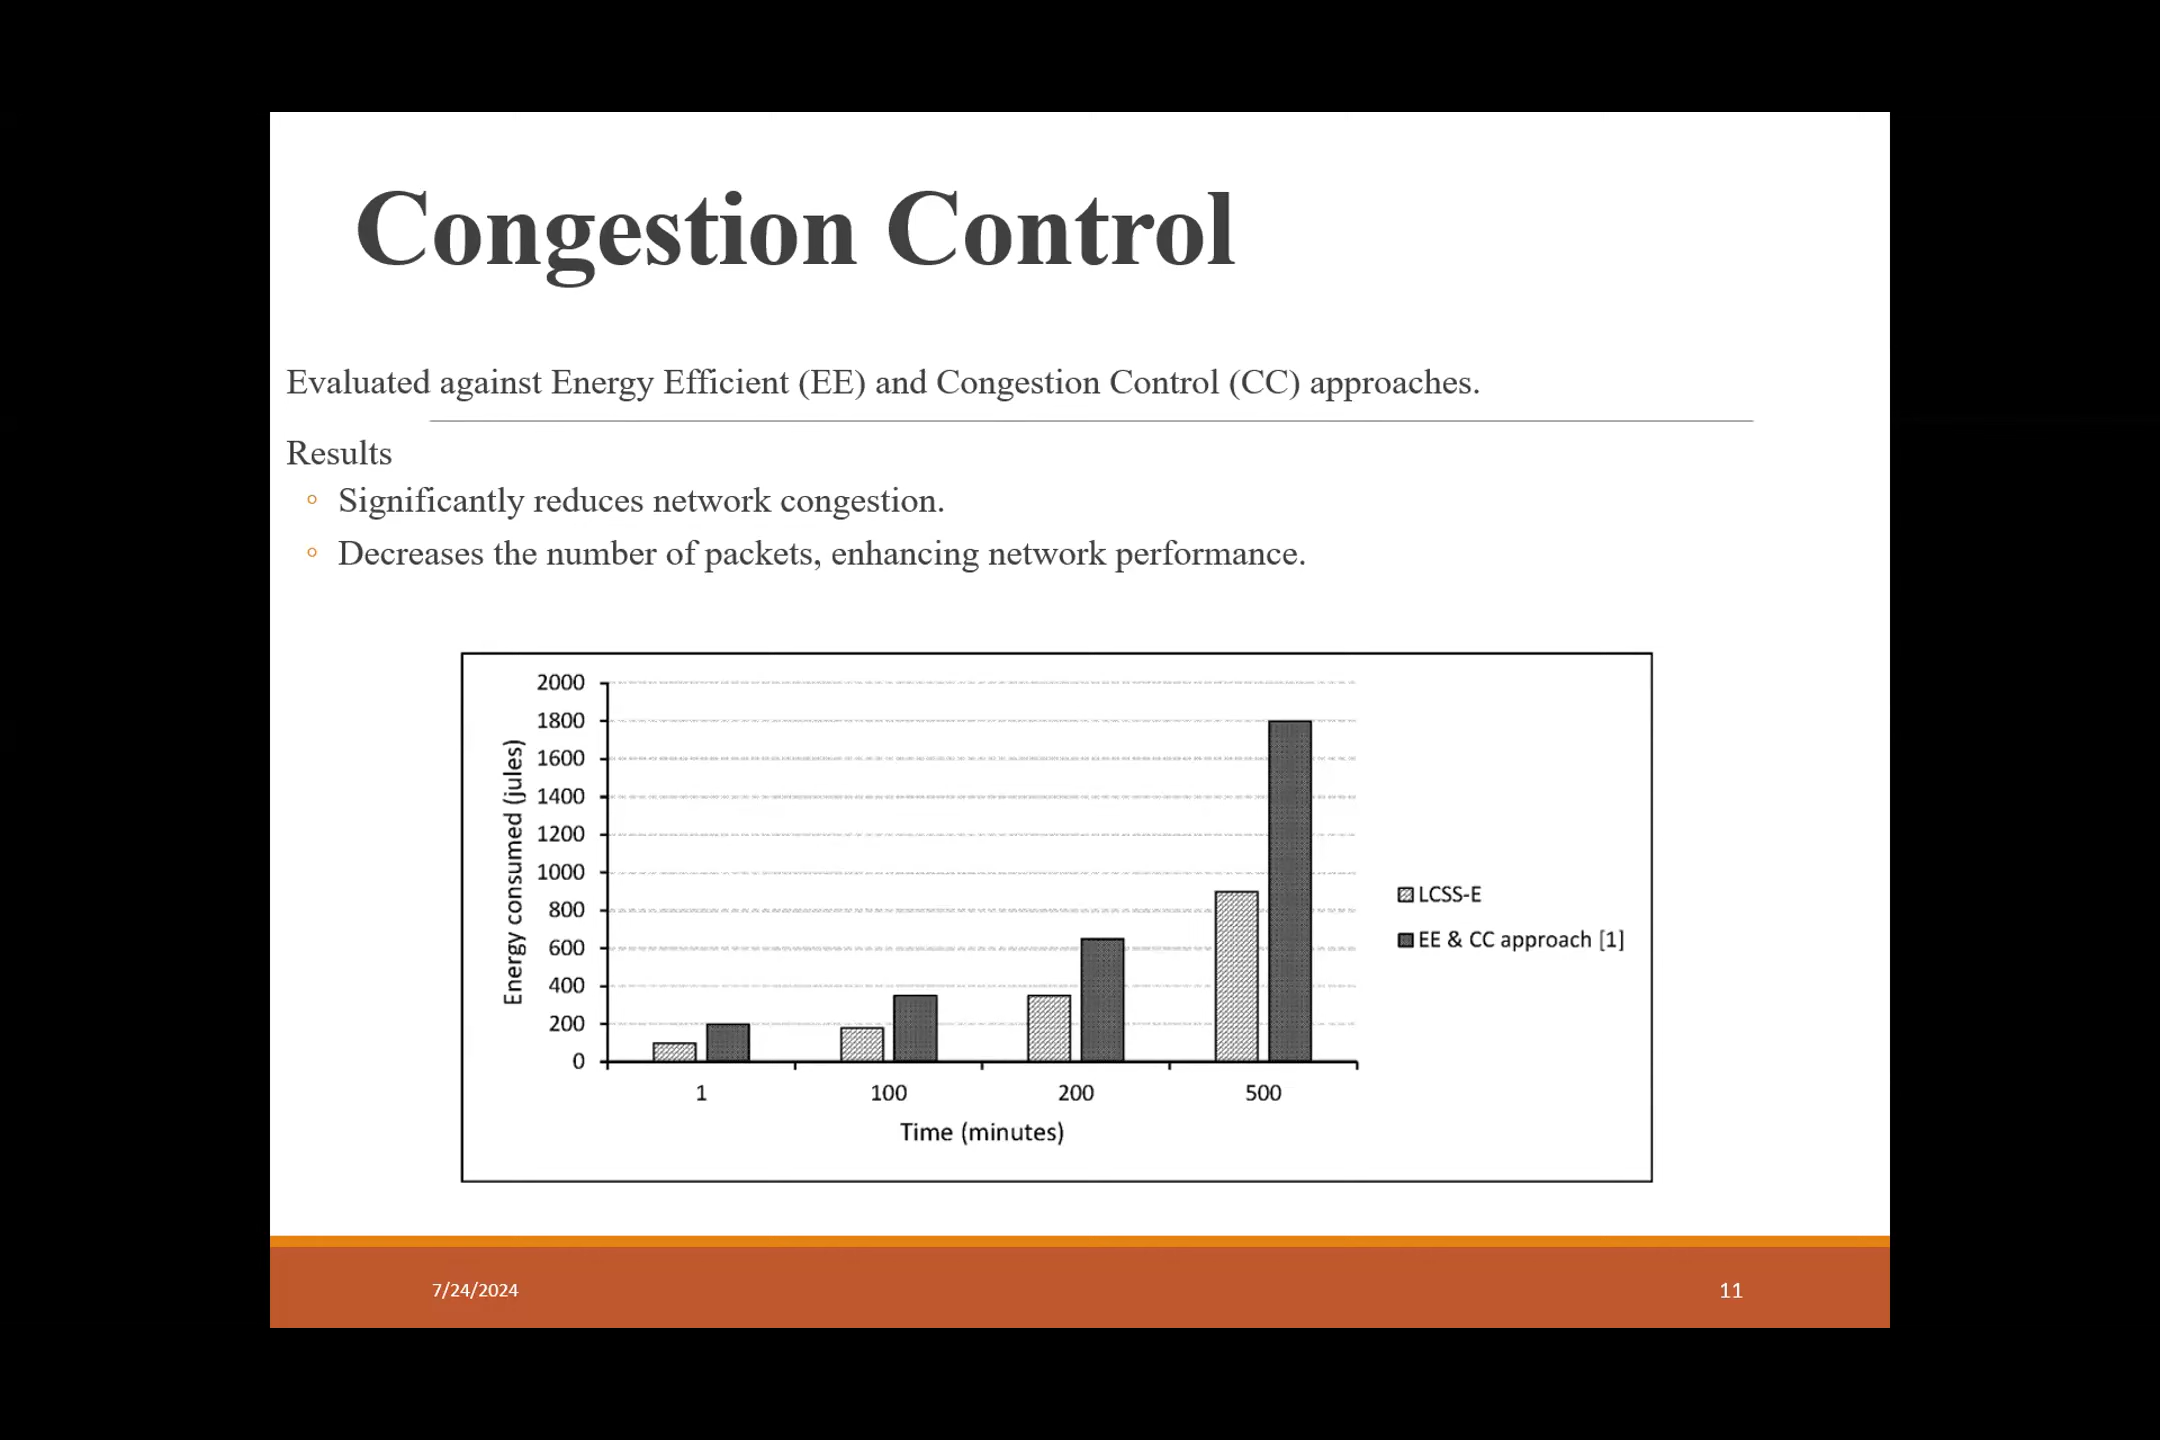 Congestion Control
Evaluated against Energy Efficient (EE) and Congestion Control (CC) approaches.
Results
◦ Significantly reduces network congestion.
◦ Decreases the number of packets, enhancing network performance.
Energy consumed (jules)
2000
1800
1600
1400
1200
1000
800
600
400
200
0
1 100 200 500
Time (minutes)
LCSS-E
EE & CC approach [1]
7/24/2024
11